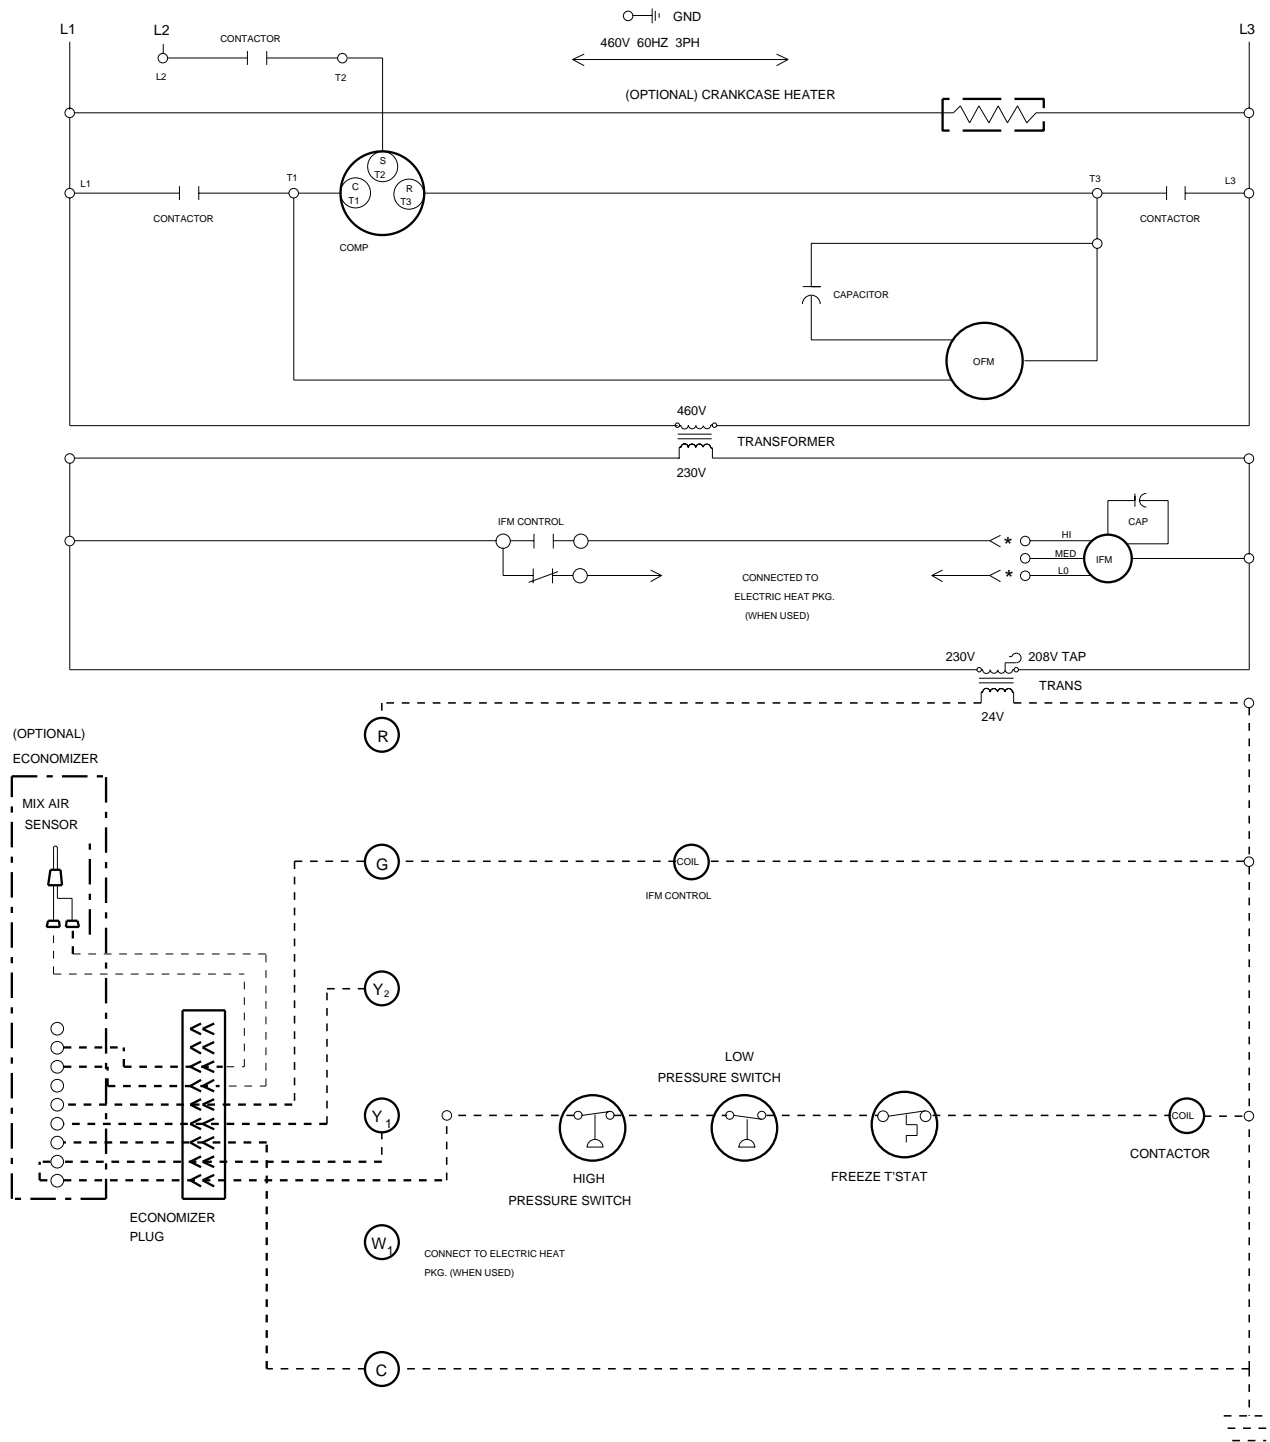 GND
L1
L2
L3
CONTACTOR
460V 60HZ 3PH
L2
T2
(OPTIONAL) CRANKCASE HEATER
S
T2
L1
T1
C
T1
R
T3
T3
L3
CONTACTOR
CONTACTOR
COMP
CAPACITOR
OFM
460V
TRANSFORMER
230V
IFM CONTROL
CAP
*
HI
MED
IFM
*
L0
CONNECTED TO
ELECTRIC HEAT PKG.
(WHEN USED)
230V
208V TAP
TRANS
24V
R
(OPTIONAL)
ECONOMIZER
MIX AIR
SENSOR
G
COIL
IFM CONTROL
Y2
LOW
PRESSURE SWITCH
Y1
COIL
CONTACTOR
HIGH
PRESSURE SWITCH
FREEZE T'STAT
ECONOMIZER
PLUG
W1
CONNECT TO ELECTRIC HEAT
PKG. (WHEN USED)
C